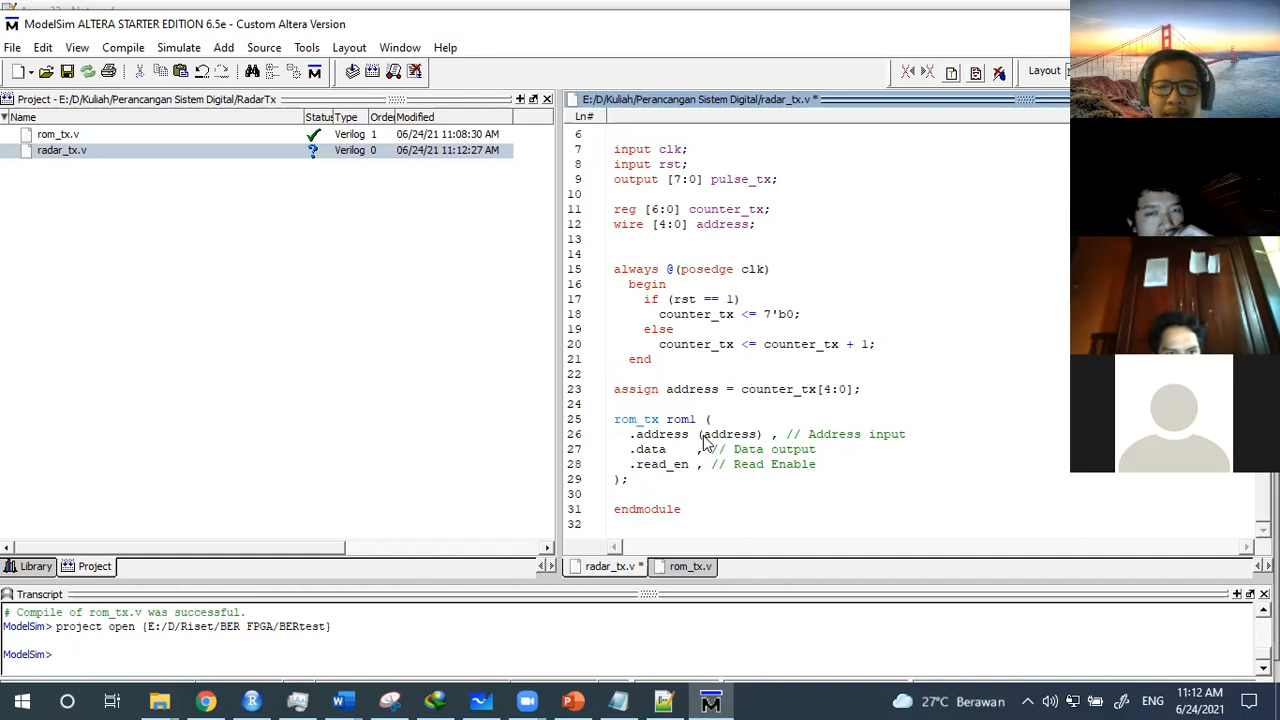 ModelSim ALTERA STARTER EDITION 6.5e - Custom Altera Version
File Edit View Compile Simulate Add Source Tools Layout Window Help
Layout
Project - E:/D/Kuliah/Perancangan Sistem Digital/RadarTx
Name Status Type Order Modified
rom_tx.v Verilog 1 06/24/21 11:08:30 AM
radar_tx.v Verilog 0 06/24/21 11:12:27 AM
Library Project
E:/D/Kuliah/Perancangan Sistem Digital/radar_tx.v *
Ln#
6
7 input clk;
8 input rst;
9 output [7:0] pulse_tx;
10
11 reg [6:0] counter_tx;
12 wire [4:0] address;
13
14
15 always @(posedge clk)
16 begin
17 if (rst == 1)
18 counter_tx <= 7'b0;
19 else
20 counter_tx <= counter_tx + 1;
21 end
22
23 assign address = counter_tx[4:0];
24
25 rom_tx rom1 (
26 .address (address) , // Address input
27 .data , // Data output
28 .read_en , // Read Enable
29 );
30
31 endmodule
32
radar_tx.v * rom_tx.v
Transcript
# Compile of rom_tx.v was successful.
ModelSim> project open {E:/D/Riset/BER FPGA/BERtest}
ModelSim>
27°C Berawan
ENG
11:12 AM
6/24/2021